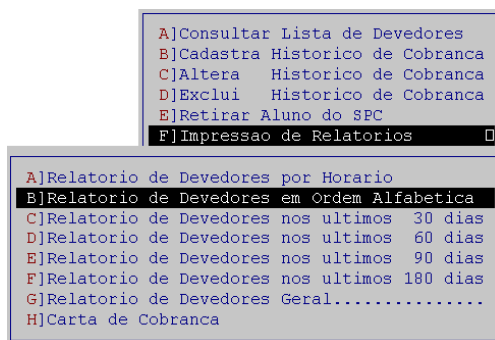 A]Consultar Lista de Devedores
B]Cadastra Historico de Cobranca
C]Altera   Historico de Cobranca
D]Exclui   Historico de Cobranca
E]Retirar Aluno do SPC
F]Impressao de Relatorios
A]Relatorio de Devedores por Horario
B]Relatorio de Devedores em Ordem Alfabetica
C]Relatorio de Devedores nos ultimos  30 dias
D]Relatorio de Devedores nos ultimos  60 dias
E]Relatorio de Devedores nos ultimos  90 dias
F]Relatorio de Devedores nos ultimos 180 dias
G]Relatorio de Devedores Geral...............
H]Carta de Cobranca